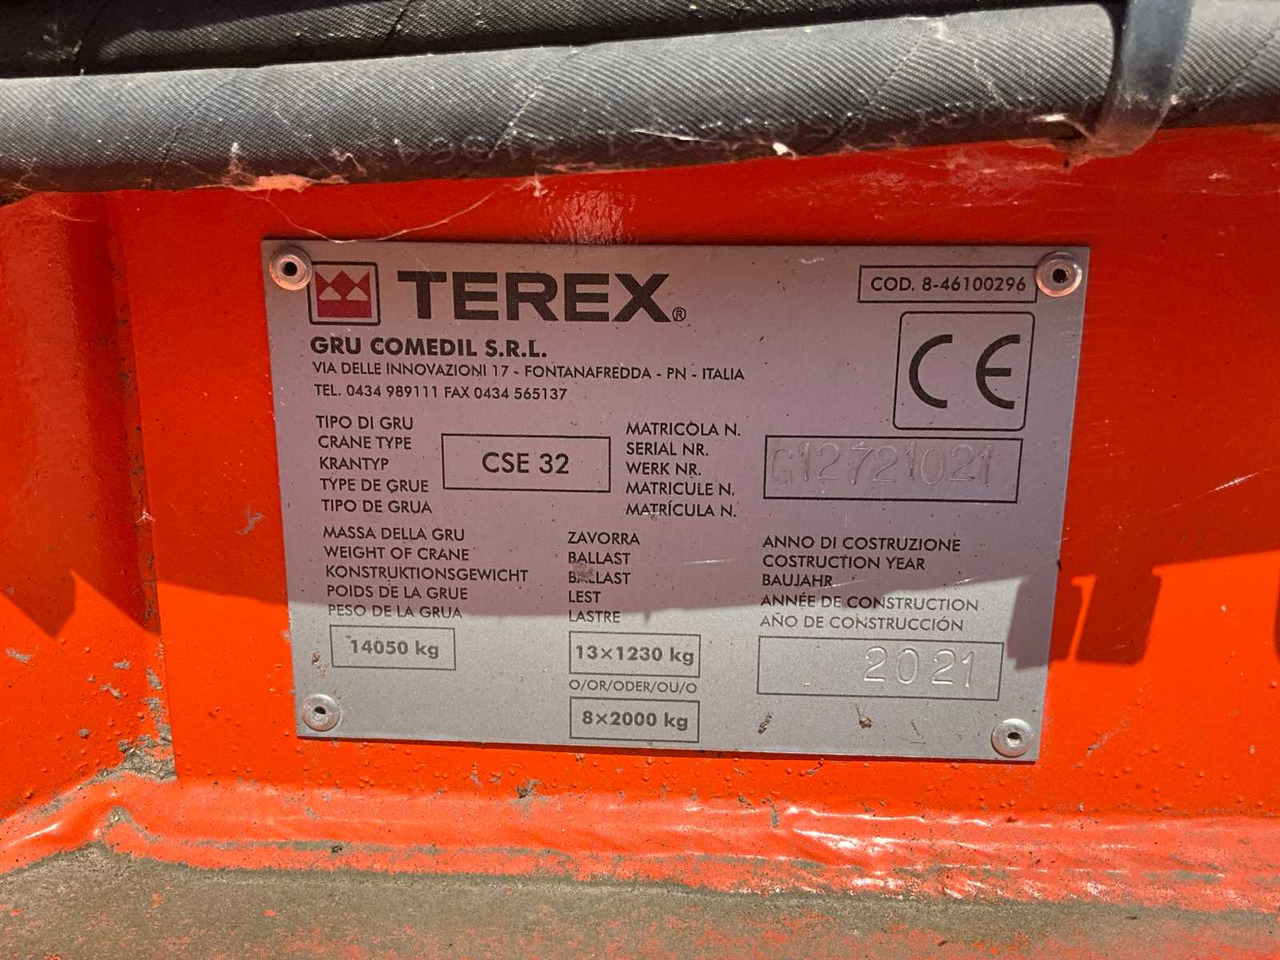 TEREX®
COD. 8-46100296
GRU COMEDIL S.R.L.
VIA DELLE INNOVAZIONI 17 - FONTANAFREDDA - PN - ITALIA
TEL. 0434 989111 FAX 0434 565137
CE
TIPO DI GRU
CRANE TYPE
KRANTYP
TYPE DE GRUE
TIPO DE GRUA
CSE 32
MATRICOLA N.
SERIAL NR.
WERK NR.
MATRICULE N.
MATRÍCULA N.
G12721021
MASSA DELLA GRU
WEIGHT OF CRANE
KONSTRUKTIONSGEWICHT
POIDS DE LA GRUE
PESO DE LA GRUA
14050 kg
ZAVORRA
BALLAST
BALLAST
LEST
LASTRE
13×1230 kg
O/OR/ODER/OU/O
8×2000 kg
ANNO DI COSTRUZIONE
COSTRUCTION YEAR
BAUJAHR
ANNÉE DE CONSTRUCTION
AÑO DE CONSTRUCCIÓN
2021